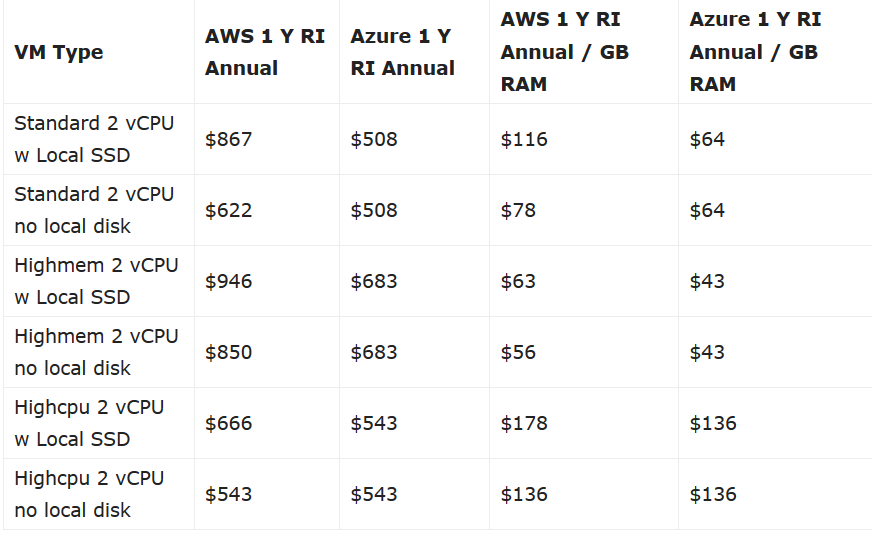 VM Type
AWS 1 Y RI
Annual
Azure 1 Y
RI Annual
AWS 1 Y RI
Annual / GB
RAM
Azure 1 Y RI
Annual / GB
RAM
Standard 2 vCPU
w Local SSD
$867
$508
$116
$64
Standard 2 vCPU
no local disk
$622
$508
$78
$64
Highmem 2 vCPU
w Local SSD
$946
$683
$63
$43
Highmem 2 vCPU
no local disk
$850
$683
$56
$43
Highcpu 2 vCPU
w Local SSD
$666
$543
$178
$136
Highcpu 2 vCPU
no local disk
$543
$543
$136
$136